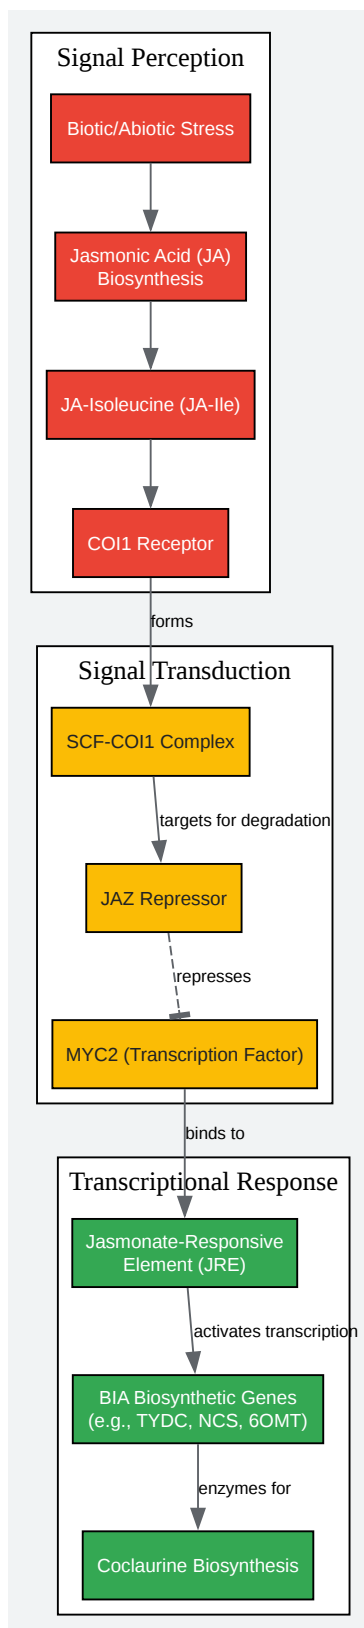 Signal Perception
Biotic/Abiotic Stress
Jasmonic Acid (JA)
Biosynthesis
JA-Isoleucine (JA-Ile)
COI1 Receptor
forms
Signal Transduction
SCF-COI1 Complex
targets for degradation
JAZ Repressor
represses
MYC2 (Transcription Factor)
binds to
Transcriptional Response
Jasmonate-Responsive
Element (JRE)
activates transcription
BIA Biosynthetic Genes
(e.g., TYDC, NCS, 6OMT)
enzymes for
Coclaurine Biosynthesis